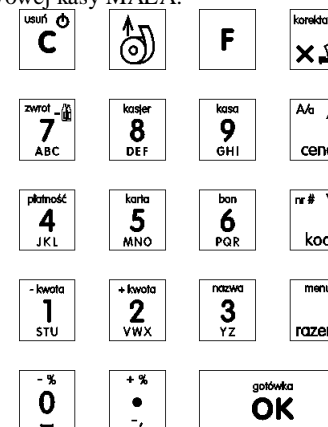 wowej kasy MAŁA.
usuń
C
F
korekta
X
zwrot
7
ABC
kasjer
8
DEF
kasa
9
GHI
A/a
cena
płatność
4
JKL
karta
5
MNO
bon
6
PQR
nr #
kod
- kwota
1
STU
+ kwota
2
VWX
nazwa
3
YZ
menu
razem
- %
0
+ %
•
gotówka
OK